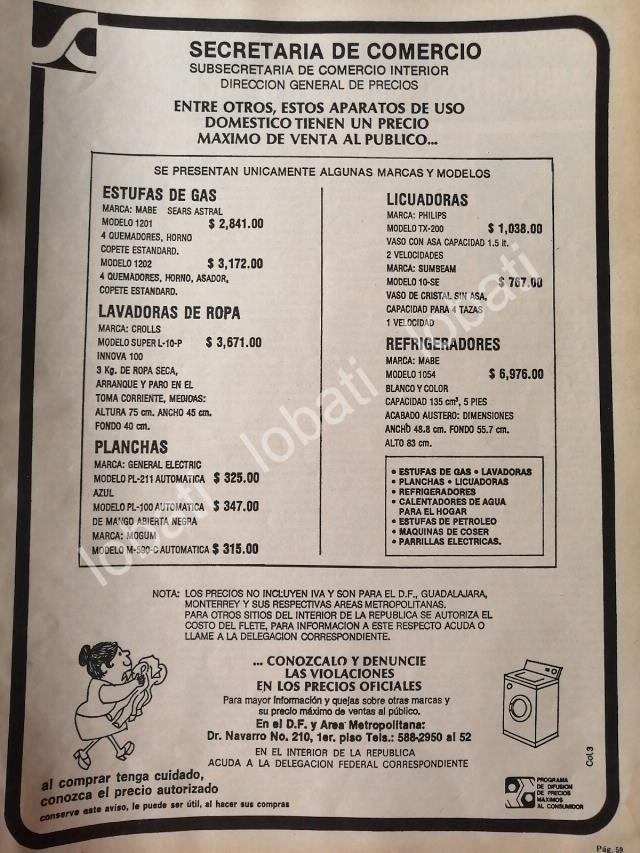 SECRETARIA DE COMERCIO
SUBSECRETARIA DE COMERCIO INTERIOR
DIRECCION GENERAL DE PRECIOS
ENTRE OTROS, ESTOS APARATOS DE USO
DOMESTICO TIENEN UN PRECIO
MAXIMO DE VENTA AL PUBLICO...
SE PRESENTAN UNICAMENTE ALGUNAS MARCAS Y MODELOS
ESTUFAS DE GAS
MARCA: MABE SEARS ASTRAL
MODELO 1201 $ 2,841.00
4 QUEMADORES, HORNO
COPETE ESTANDARD.
MODELO 1202 $ 3,172.00
4 QUEMADORES, HORNO, ASADOR,
COPETE ESTANDARD.
LAVADORAS DE ROPA
MARCA: CROLLS
MODELO SUPER L-10-P $ 3,671.00
INNOVA 100
3 Kg. DE ROPA SECA,
ARRANQUE Y PARO EN EL
TOMA CORRIENTE, MEDIDAS:
ALTURA 75 cm. ANCHO 45 cm.
FONDO 40 cm.
PLANCHAS
MARCA: GENERAL ELECTRIC
MODELO PL-211 AUTOMATICA $ 325.00
AZUL
MODELO PL-100 AUTOMATICA $ 347.00
DE MANGO ABIERTA NEGRA
MARCA: MOGUM
MODELO M-590-C AUTOMATICA $ 315.00
LICUADORAS
MARCA: PHILIPS
MODELO TX-200 $ 1,038.00
VASO CON ASA CAPACIDAD 1.5 lt.
2 VELOCIDADES
MARCA: SUMBEAM
MODELO 10-SE $ 767.00
VASO DE CRISTAL SIN ASA,
CAPACIDAD PARA 4 TAZAS
1 VELOCIDAD
REFRIGERADORES
MARCA: MABE
MODELO 1054 $ 6,976.00
BLANCO Y COLOR
CAPACIDAD 135 cm³, 5 PIES
ACABADO AUSTERO: DIMENSIONES
ANCHO 48.8 cm. FONDO 55.7 cm.
ALTO 83 cm.
• ESTUFAS DE GAS • LAVADORAS
• PLANCHAS • LICUADORAS
• REFRIGERADORES
• CALENTADORES DE AGUA
PARA EL HOGAR
• ESTUFAS DE PETROLEO
• MAQUINAS DE COSER
• PARRILLAS ELECTRICAS.
NOTA: LOS PRECIOS NO INCLUYEN IVA Y SON PARA EL D.F., GUADALAJARA,
MONTERREY Y SUS RESPECTIVAS AREAS METROPOLITANAS.
PARA OTROS SITIOS DEL INTERIOR DE LA REPUBLICA SE AUTORIZA EL
COSTO DEL FLETE, PARA INFORMACION A ESTE RESPECTO ACUDA O
LLAME A LA DELEGACION CORRESPONDIENTE.
... CONOZCALO Y DENUNCIE
LAS VIOLACIONES
EN LOS PRECIOS OFICIALES
Para mayor información y quejas sobre otras marcas y
su precio máximo de ventas al público.
En el D.F. y Area Metropolitana:
Dr. Navarro No. 210, 1er. piso Tels.: 588-2950 al 52
EN EL INTERIOR DE LA REPUBLICA
ACUDA A LA DELEGACION FEDERAL CORRESPONDIENTE
al comprar tenga cuidado,
conozca el precio autorizado
conserve este aviso, le puede ser útil, al hacer sus compras
PROGRAMA
DE DIFUSION
DE PRECIOS
MAXIMOS
AL CONSUMIDOR
Col.3
Pág. 59
lobati lobati lobati